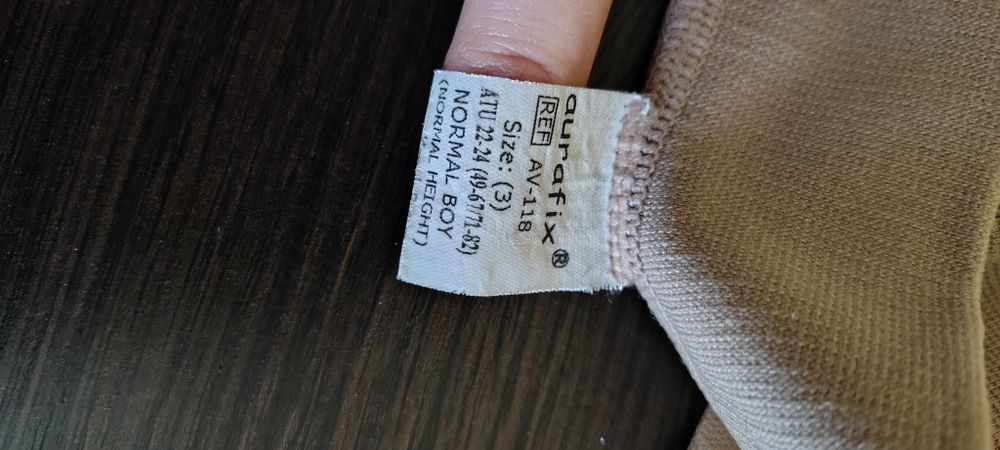 aurafix®
REF AV-118
Size: (3)
ATU 22-24 (49-67/71-82)
NORMAL BOY
(NORMAL HEIGHT)